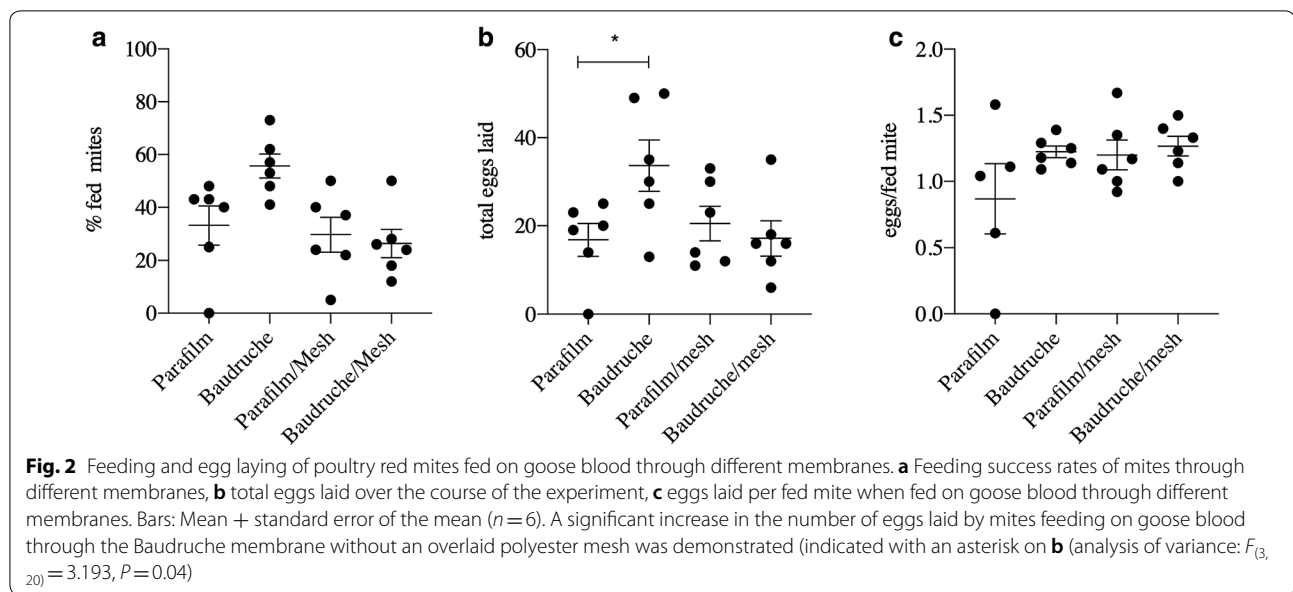 a
100
80
60
40
20
0
% fed mites
Parafilm
Baudruche
Parafilm/Mesh
Baudruche/Mesh
b
*
60
40
20
0
total eggs laid
Parafilm
Baudruche
Parafilm/mesh
Baudruche/mesh
c
2.0
1.5
1.0
0.5
0.0
eggs/fed mite
Parafilm
Baudruche
Parafilm/mesh
Baudruche/mesh
Fig. 2 Feeding and egg laying of poultry red mites fed on goose blood through different membranes. a Feeding success rates of mites through
different membranes, b total eggs laid over the course of the experiment, c eggs laid per fed mite when fed on goose blood through different
membranes. Bars: Mean + standard error of the mean (n = 6). A significant increase in the number of eggs laid by mites feeding on goose blood
through the Baudruche membrane without an overlaid polyester mesh was demonstrated (indicated with an asterisk on b (analysis of variance: F(3,
20) = 3.193, P = 0.04)